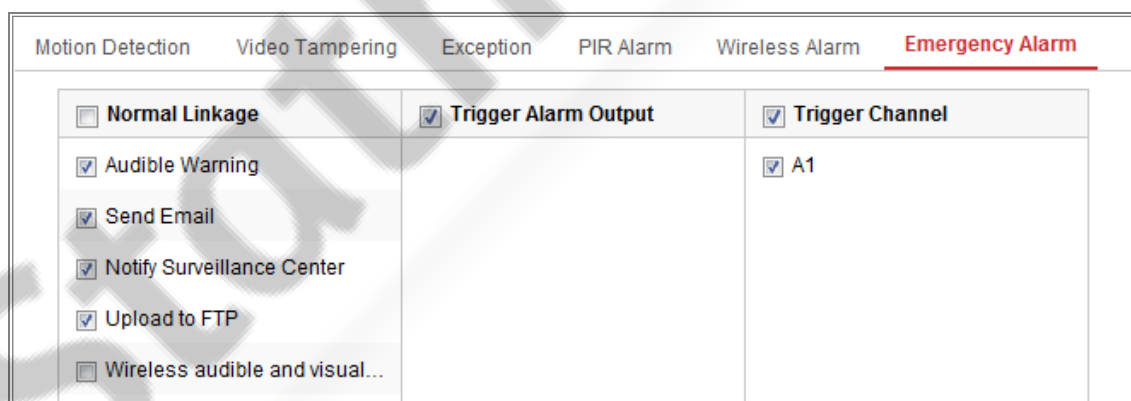 Motion Detection Video Tampering Exception PIR Alarm Wireless Alarm Emergency Alarm
Normal Linkage Trigger Alarm Output Trigger Channel
Audible Warning A1
Send Email
Notify Surveillance Center
Upload to FTP
Wireless audible and visual...